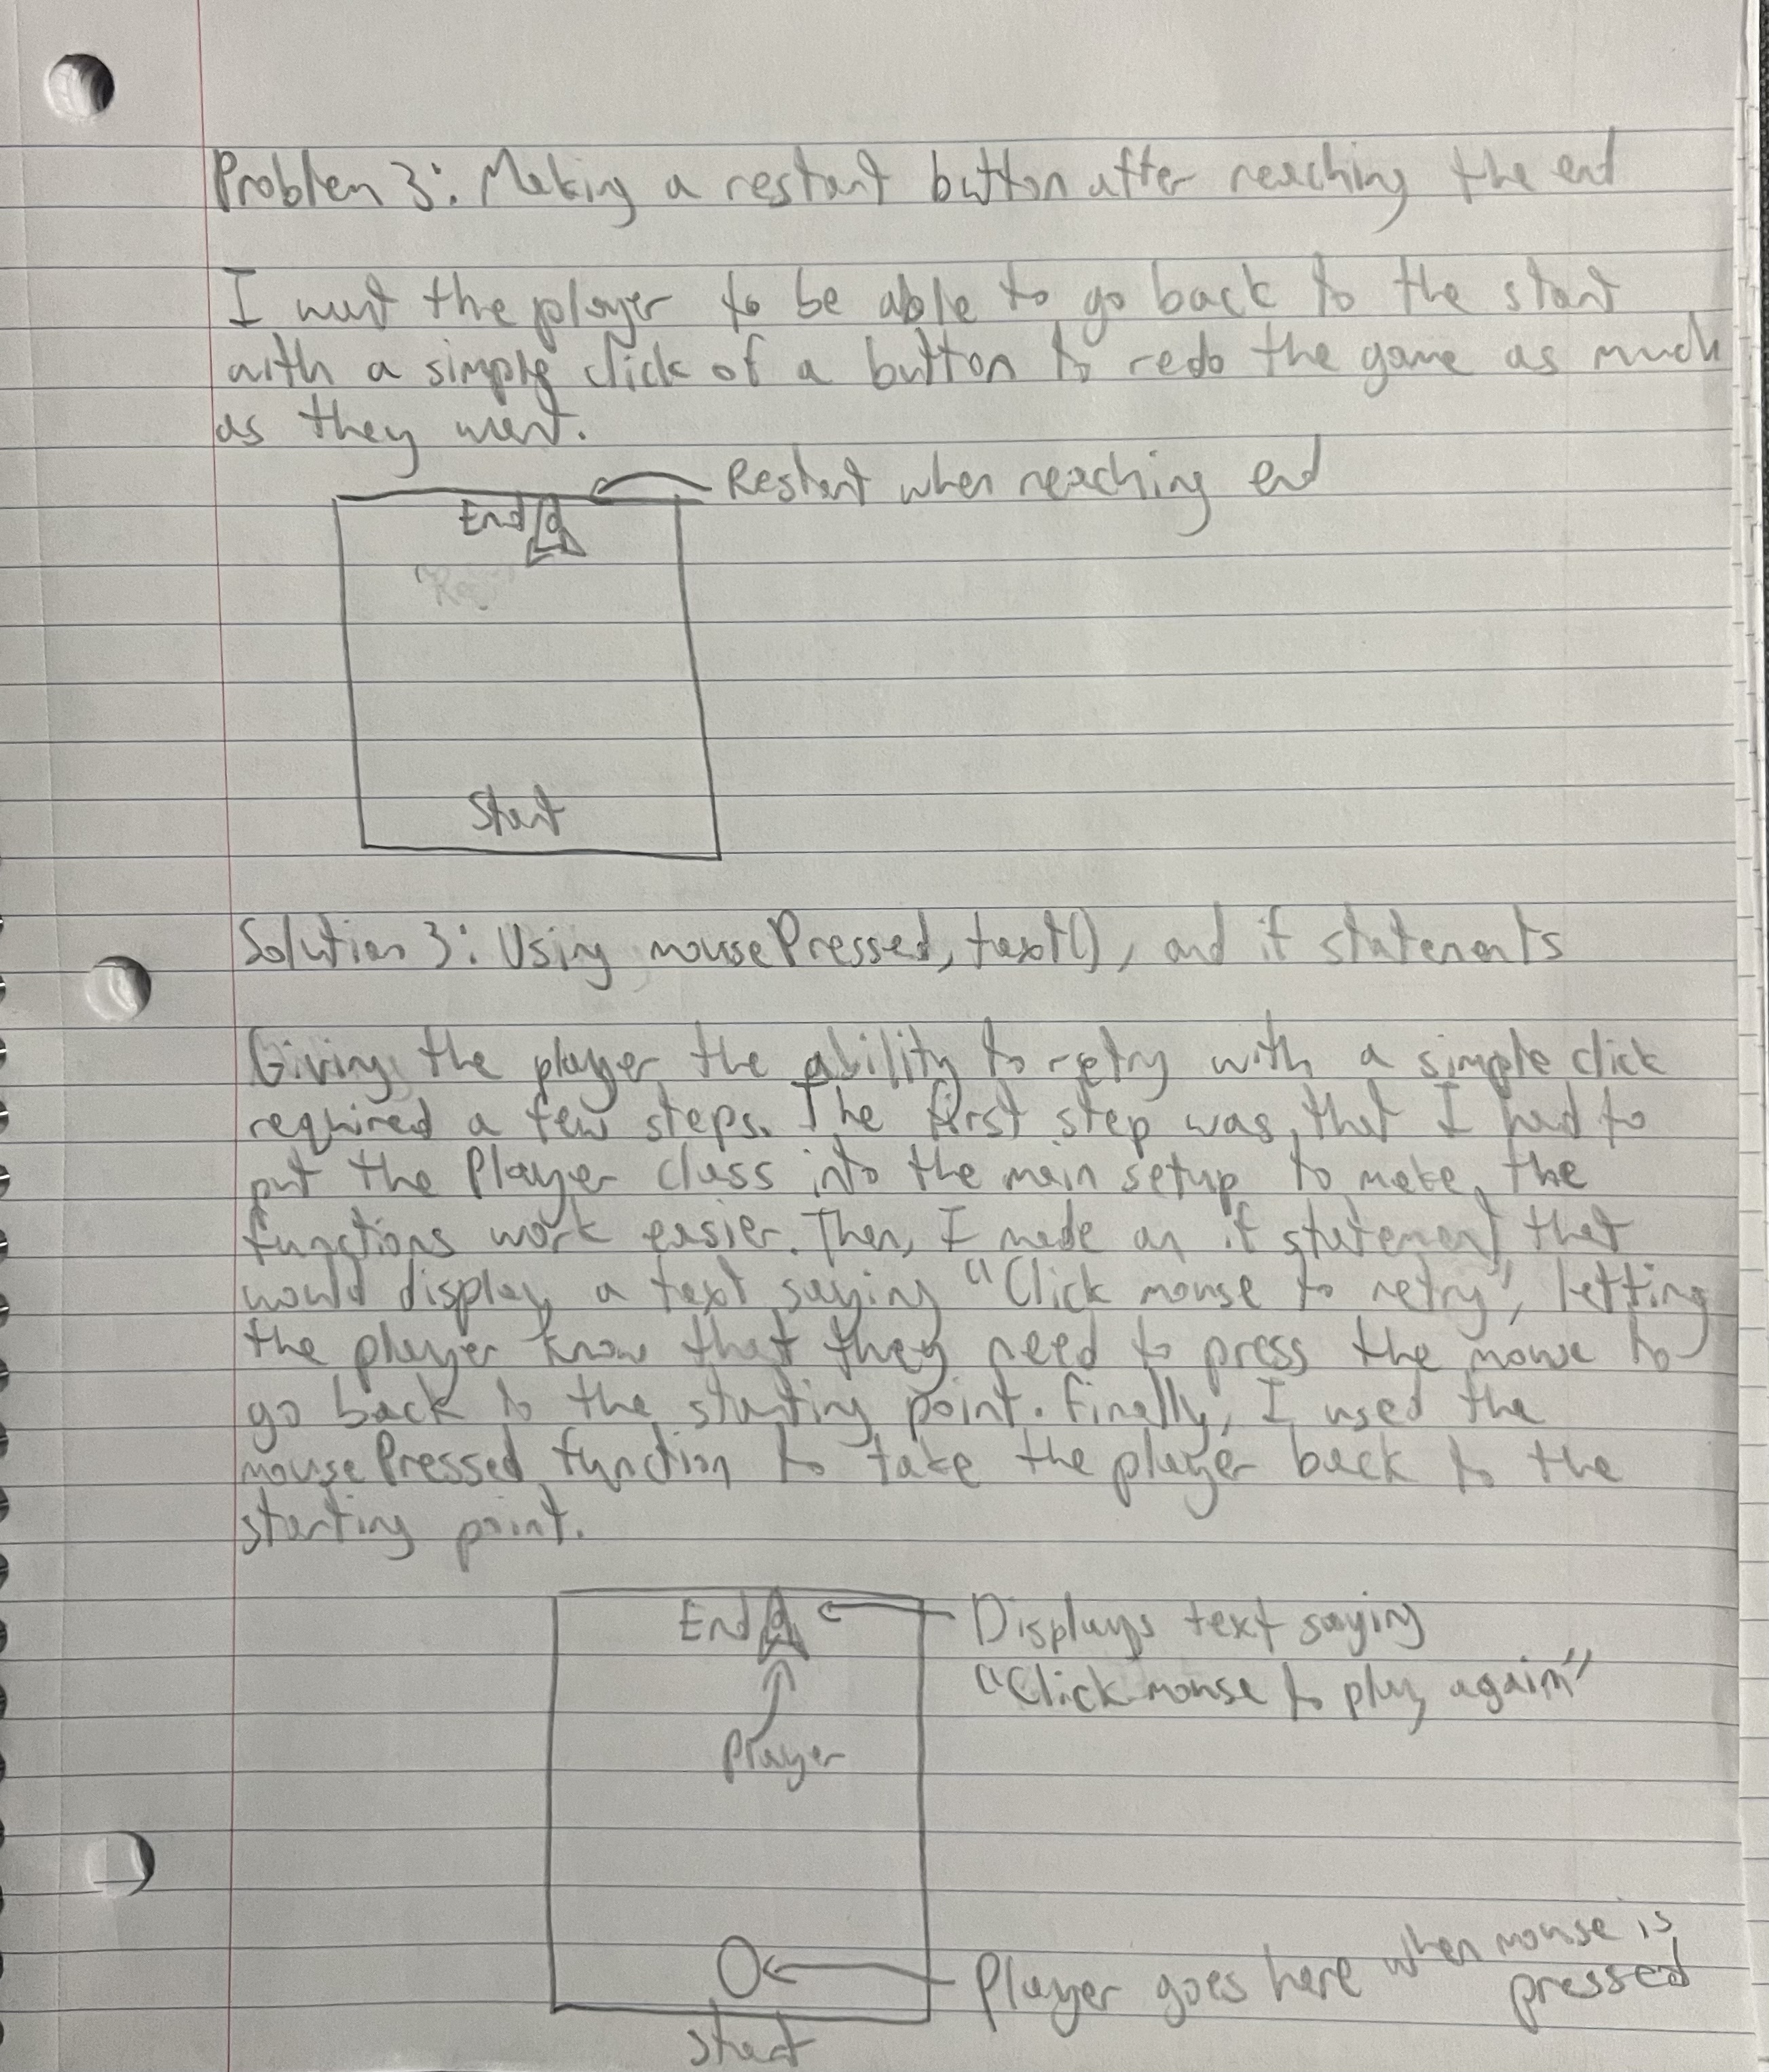 Problem 3: Making a restart button after reaching the end
I want the player to be able to go back to the start
with a simple click of a button to redo the game as much
as they want.
Restart when reaching end
End
Start
Solution 3: Using mousePressed, text(), and if statements
Giving the player the ability to retry with a simple click
required a few steps. The first step was that I had to
put the Player class into the main setup to make the
functions work easier. Then, I made an if statement that
would display a text saying "Click mouse to retry", letting
the player know that they need to press the mouse to
go back to the starting point. Finally, I used the
mousePressed function to take the player back to the
starting point.
End
Displays text saying
"Click mouse to play again"
Player
Player goes here when mouse is
pressed
Start